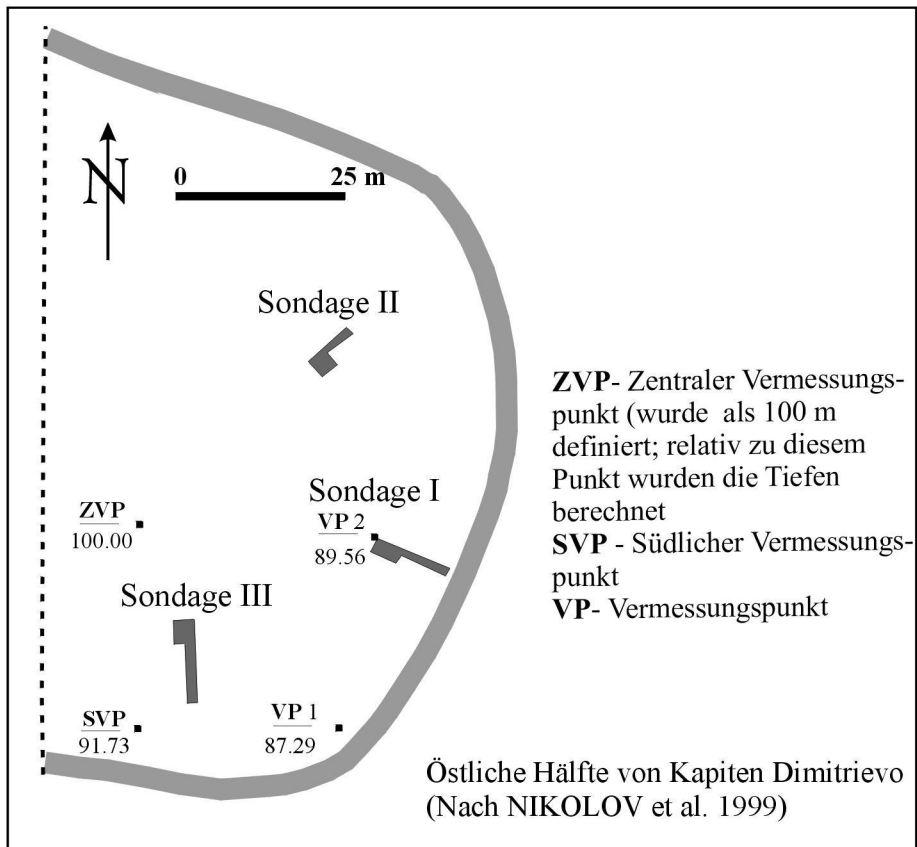 N
0 25 m
Sondage II
Sondage I
VP 2
89.56
ZVP
100.00
Sondage III
SVP
91.73
VP 1
87.29
ZVP- Zentraler Vermessungs-
punkt (wurde als 100 m
definiert; relativ zu diesem
Punkt wurden die Tiefen
berechnet
SVP - Südlicher Vermessungs-
punkt
VP- Vermessungspunkt
Östliche Hälfte von Kapiten Dimitrievo
(Nach NIKOLOV et al. 1999)